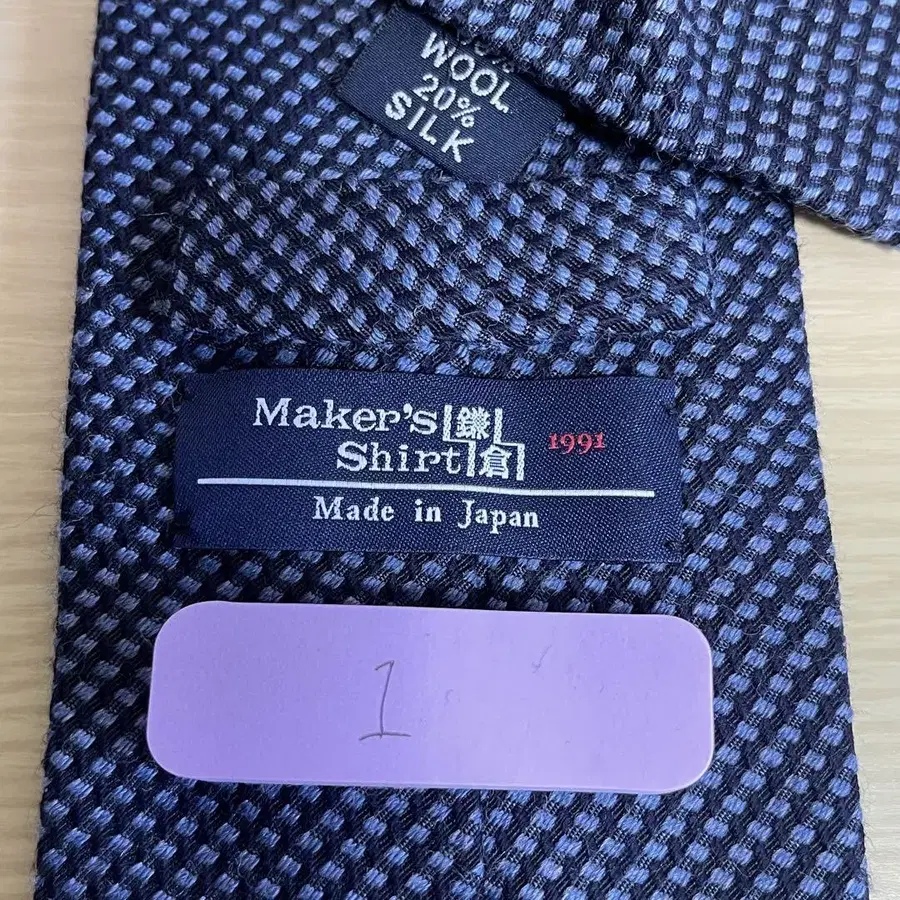 WOOL
20%
SILK
Maker's 鎌
Shirt 倉 1991
Made in Japan
1